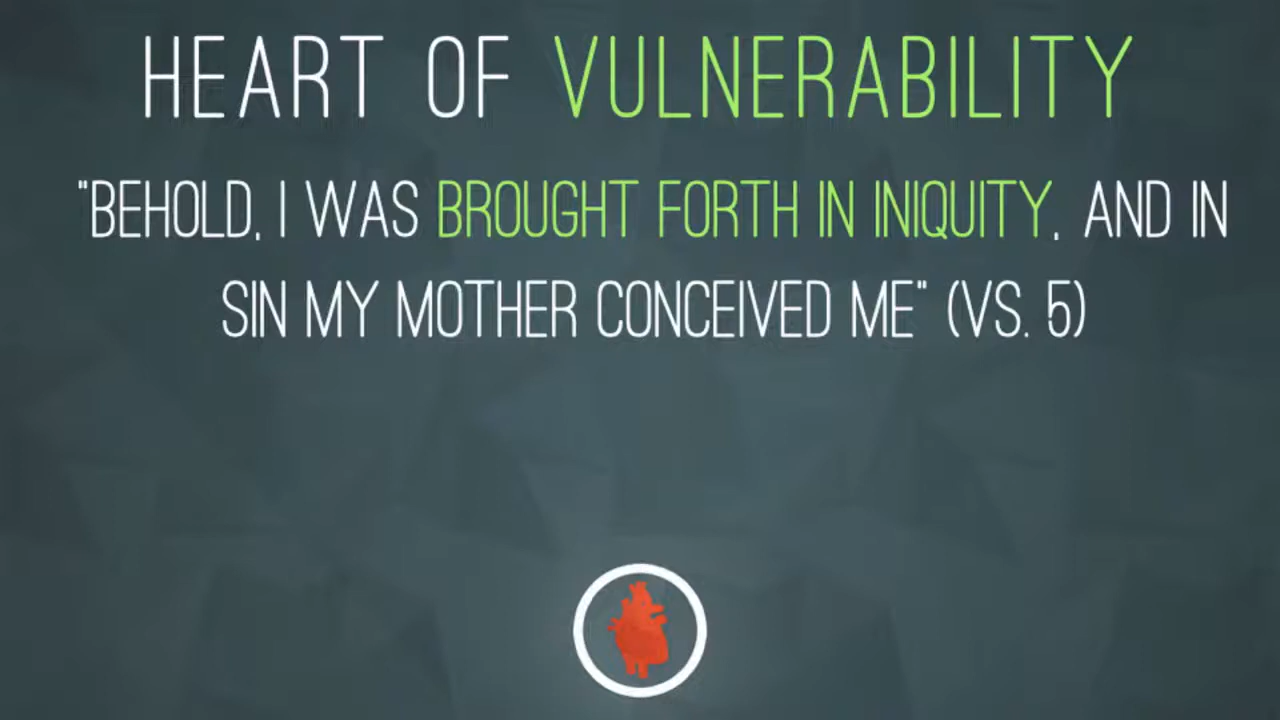 HEART OF VULNERABILITY
"BEHOLD, I WAS BROUGHT FORTH IN INIQUITY, AND IN
SIN MY MOTHER CONCEIVED ME" (VS. 5)